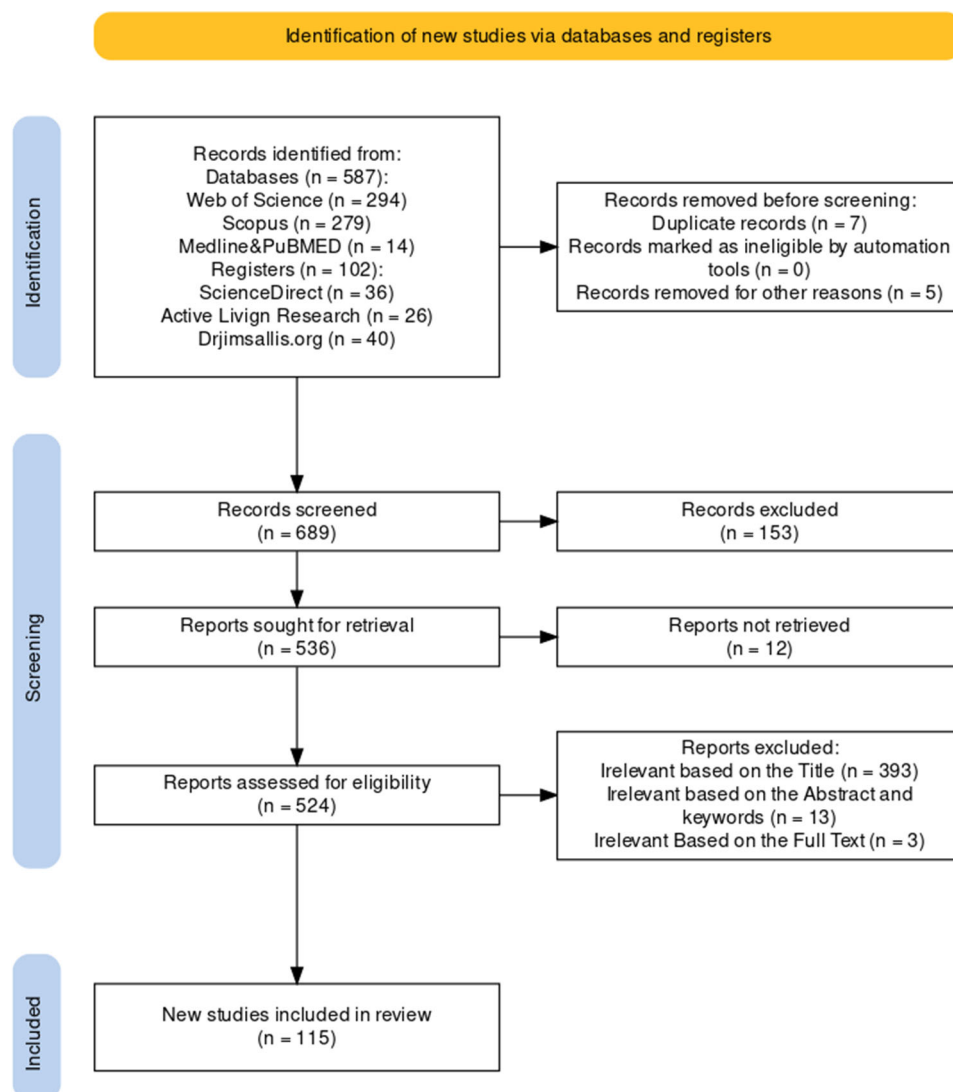 Identification of new studies via databases and registers
Identification
Records identified from:
Databases (n = 587):
Web of Science (n = 294)
Scopus (n = 279)
Medline&PuBMED (n = 14)
Registers (n = 102):
ScienceDirect (n = 36)
Active Livign Research (n = 26)
Drjimsallis.org (n = 40)
Records removed before screening:
Duplicate records (n = 7)
Records marked as ineligible by automation
tools (n = 0)
Records removed for other reasons (n = 5)
Screening
Records screened
(n = 689)
Records excluded
(n = 153)
Reports sought for retrieval
(n = 536)
Reports not retrieved
(n = 12)
Reports assessed for eligibility
(n = 524)
Reports excluded:
Irelevant based on the Title (n = 393)
Irelevant based on the Abstract and
keywords (n = 13)
Irelevant Based on the Full Text (n = 3)
Included
New studies included in review
(n = 115)